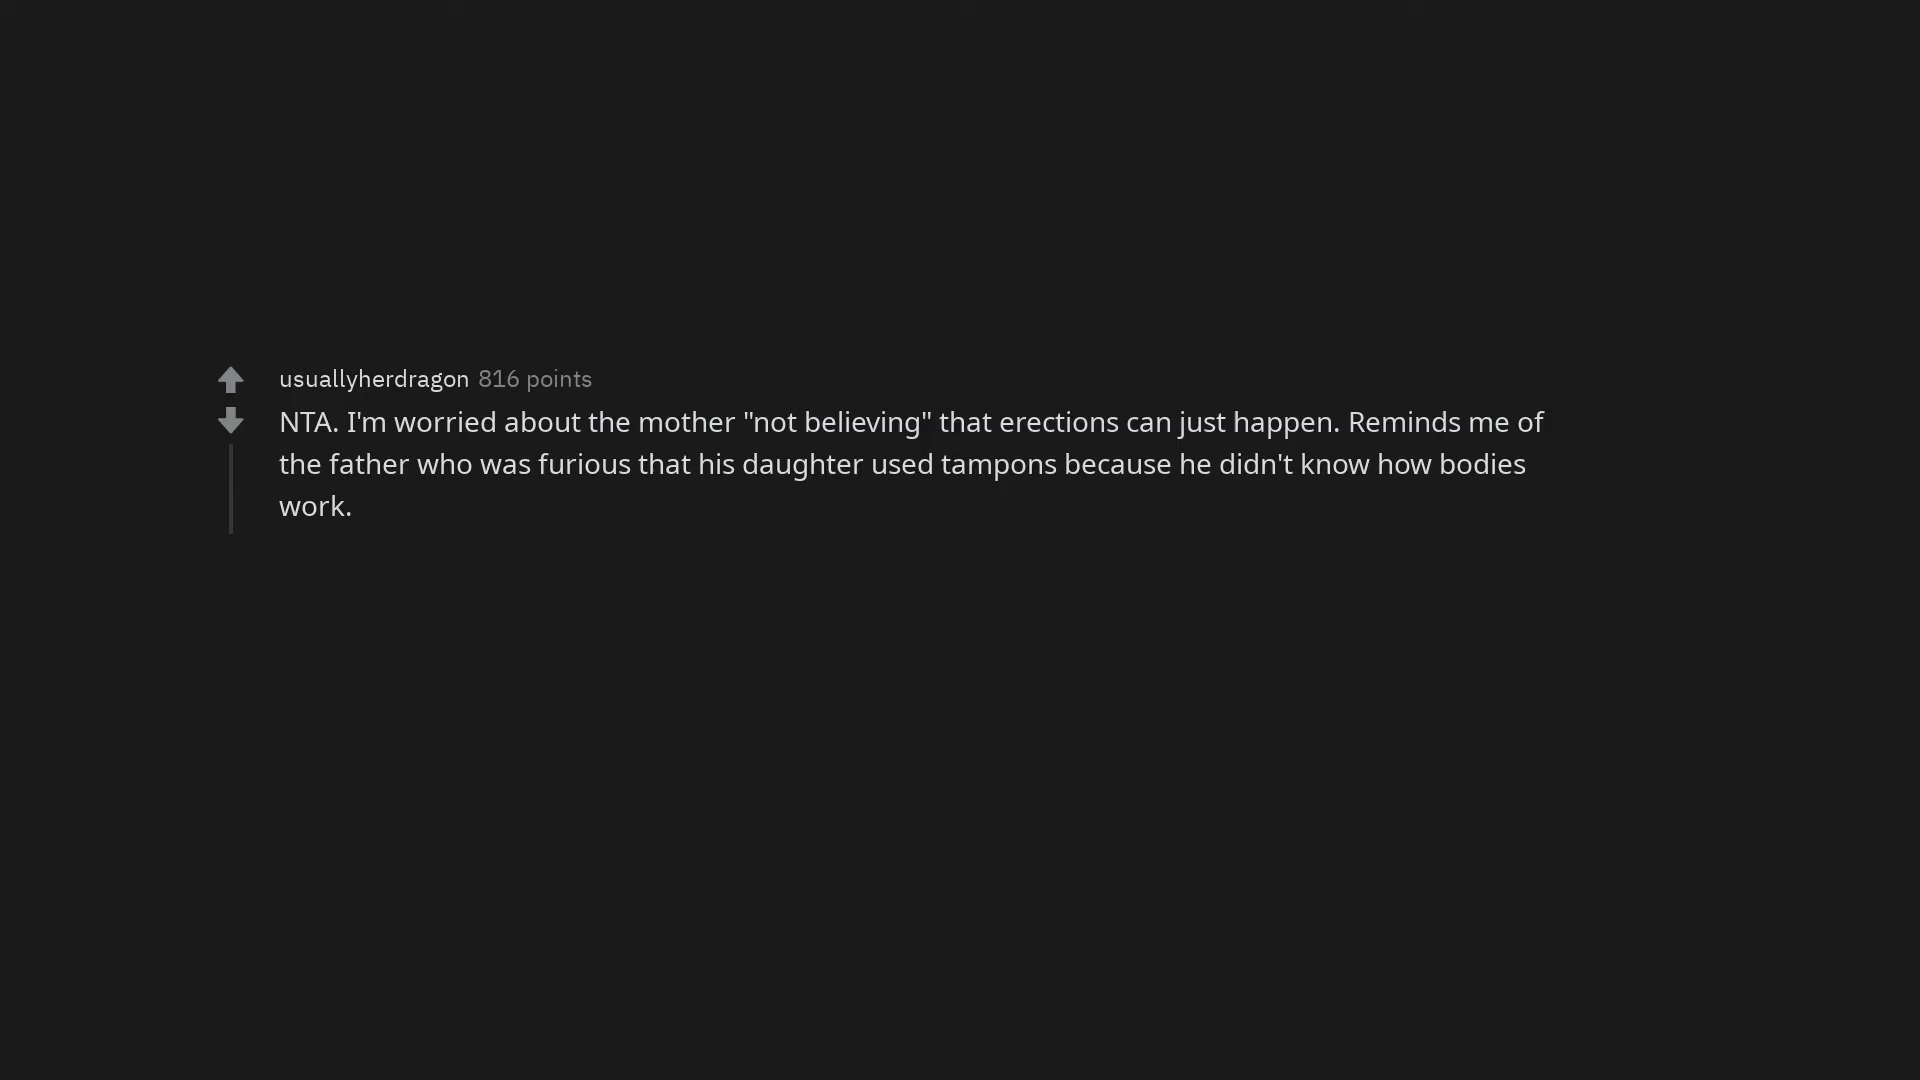 usuallyherdragon 816 points
NTA. I'm worried about the mother "not believing" that erections can just happen. Reminds me of
the father who was furious that his daughter used tampons because he didn't know how bodies
work.